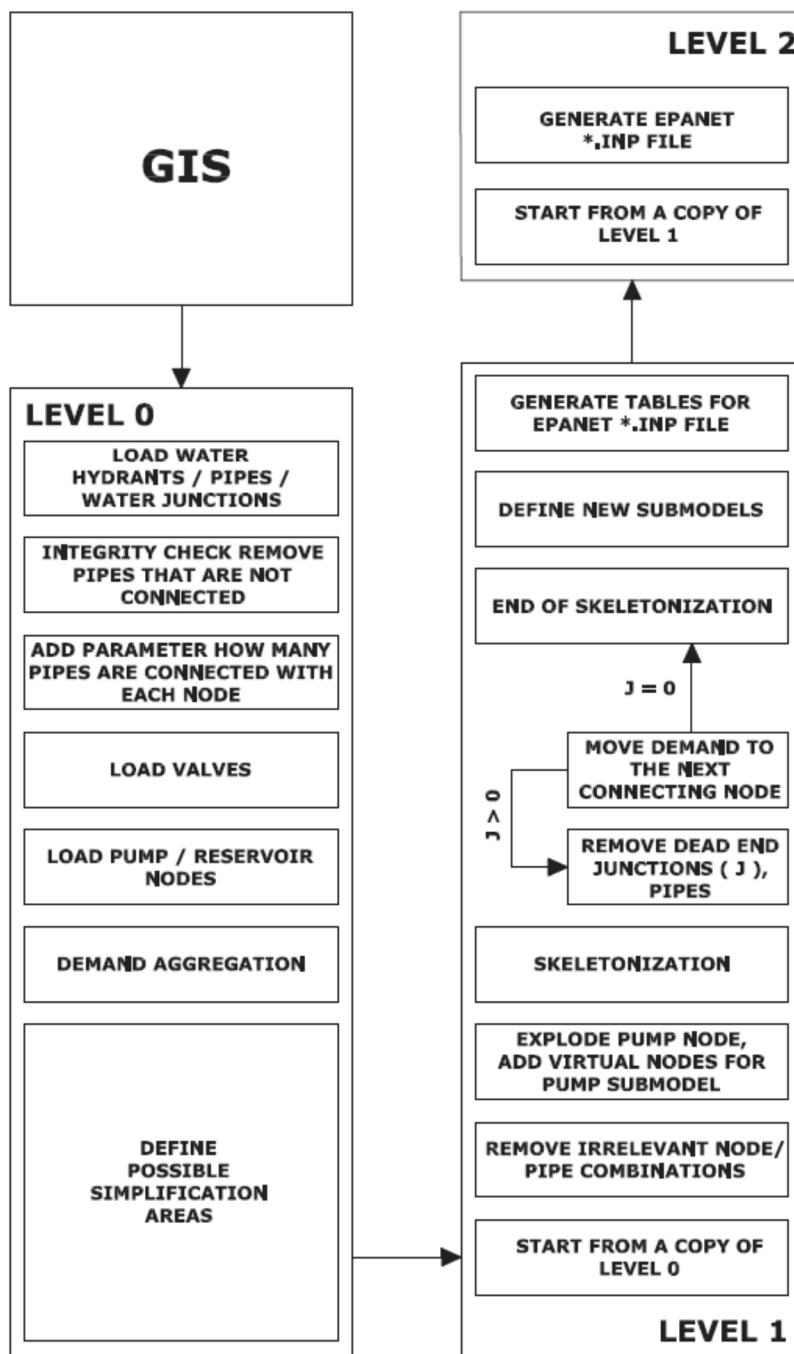 GIS
LEVEL 0
LOAD WATER
HYDRANTS / PIPES /
WATER JUNCTIONS
INTEGRITY CHECK REMOVE
PIPES THAT ARE NOT
CONNECTED
ADD PARAMETER HOW MANY
PIPES ARE CONNECTED WITH
EACH NODE
LOAD VALVES
LOAD PUMP / RESERVOIR
NODES
DEMAND AGGREGATION
DEFINE
POSSIBLE
SIMPLIFICATION
AREAS
LEVEL 2
GENERATE EPANET
*.INP FILE
START FROM A COPY OF
LEVEL 1
GENERATE TABLES FOR
EPANET *.INP FILE
DEFINE NEW SUBMODELS
END OF SKELETONIZATION
J = 0
MOVE DEMAND TO
THE NEXT
CONNECTING NODE
J > 0
REMOVE DEAD END
JUNCTIONS ( J ),
PIPES
SKELETONIZATION
EXPLODE PUMP NODE,
ADD VIRTUAL NODES FOR
PUMP SUBMODEL
REMOVE IRRELEVANT NODE/
PIPE COMBINATIONS
START FROM A COPY OF
LEVEL 0
LEVEL 1